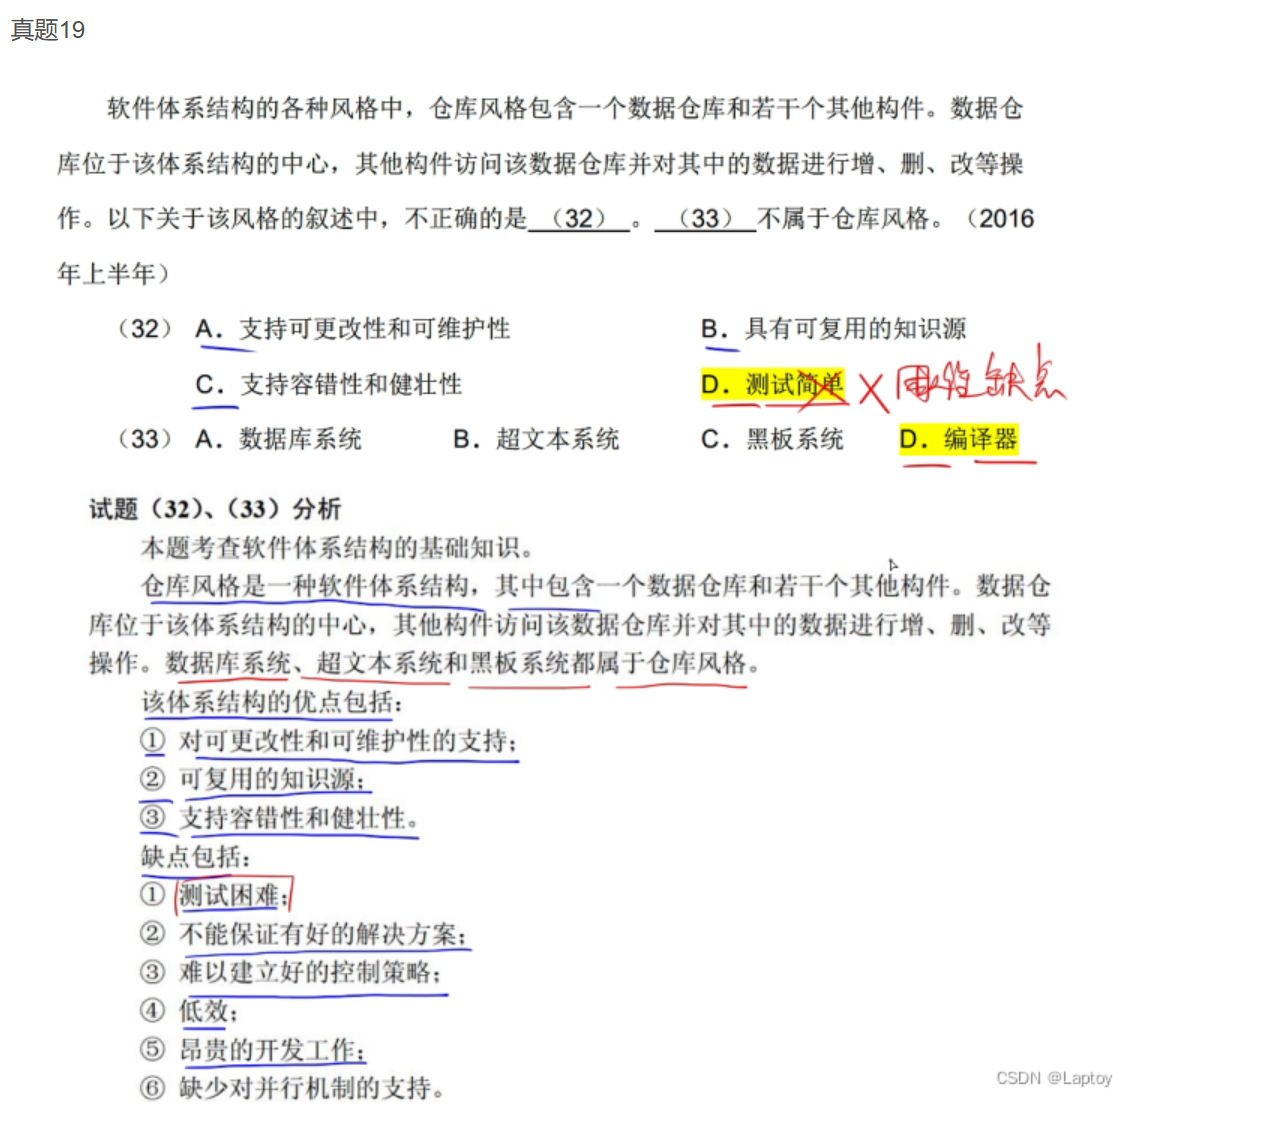 真题19
软件体系结构的各种风格中，仓库风格包含一个数据仓库和若干个其他构件。数据仓
库位于该体系结构的中心，其他构件访问该数据仓库并对其中的数据进行增、删、改等操
作。以下关于该风格的叙述中，不正确的是（32）。（33）不属于仓库风格。（2016
年上半年）
（32） A．支持可更改性和可维护性 B．具有可复用的知识源
C．支持容错性和健壮性 D．测试简单 × 困难 缺点
（33） A．数据库系统 B．超文本系统 C．黑板系统 D．编译器
试题（32）、（33）分析
本题考查软件体系结构的基础知识。
仓库风格是一种软件体系结构，其中包含一个数据仓库和若干个其他构件。数据仓
库位于该体系结构的中心，其他构件访问该数据仓库并对其中的数据进行增、删、改等
操作。数据库系统、超文本系统和黑板系统都属于仓库风格。
该体系结构的优点包括：
① 对可更改性和可维护性的支持；
② 可复用的知识源；
③ 支持容错性和健壮性。
缺点包括：
① 测试困难；
② 不能保证有好的解决方案；
③ 难以建立好的控制策略；
④ 低效；
⑤ 昂贵的开发工作；
⑥ 缺少对并行机制的支持。
CSDN @Laptoy